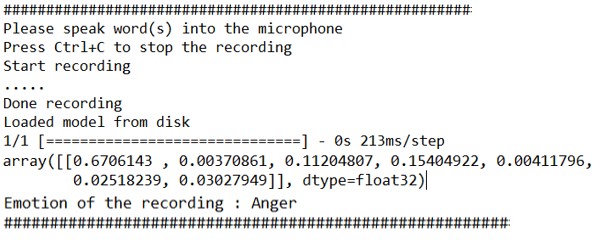 ########################################################
Please speak word(s) into the microphone
Press Ctrl+C to stop the recording
Start recording
.....
Done recording
Loaded model from disk
1/1 [==============================] - 0s 213ms/step
array([[0.6706143 , 0.00370861, 0.11204807, 0.15404922, 0.00411796,
0.02518239, 0.03027949]], dtype=float32)
Emotion of the recording : Anger
########################################################